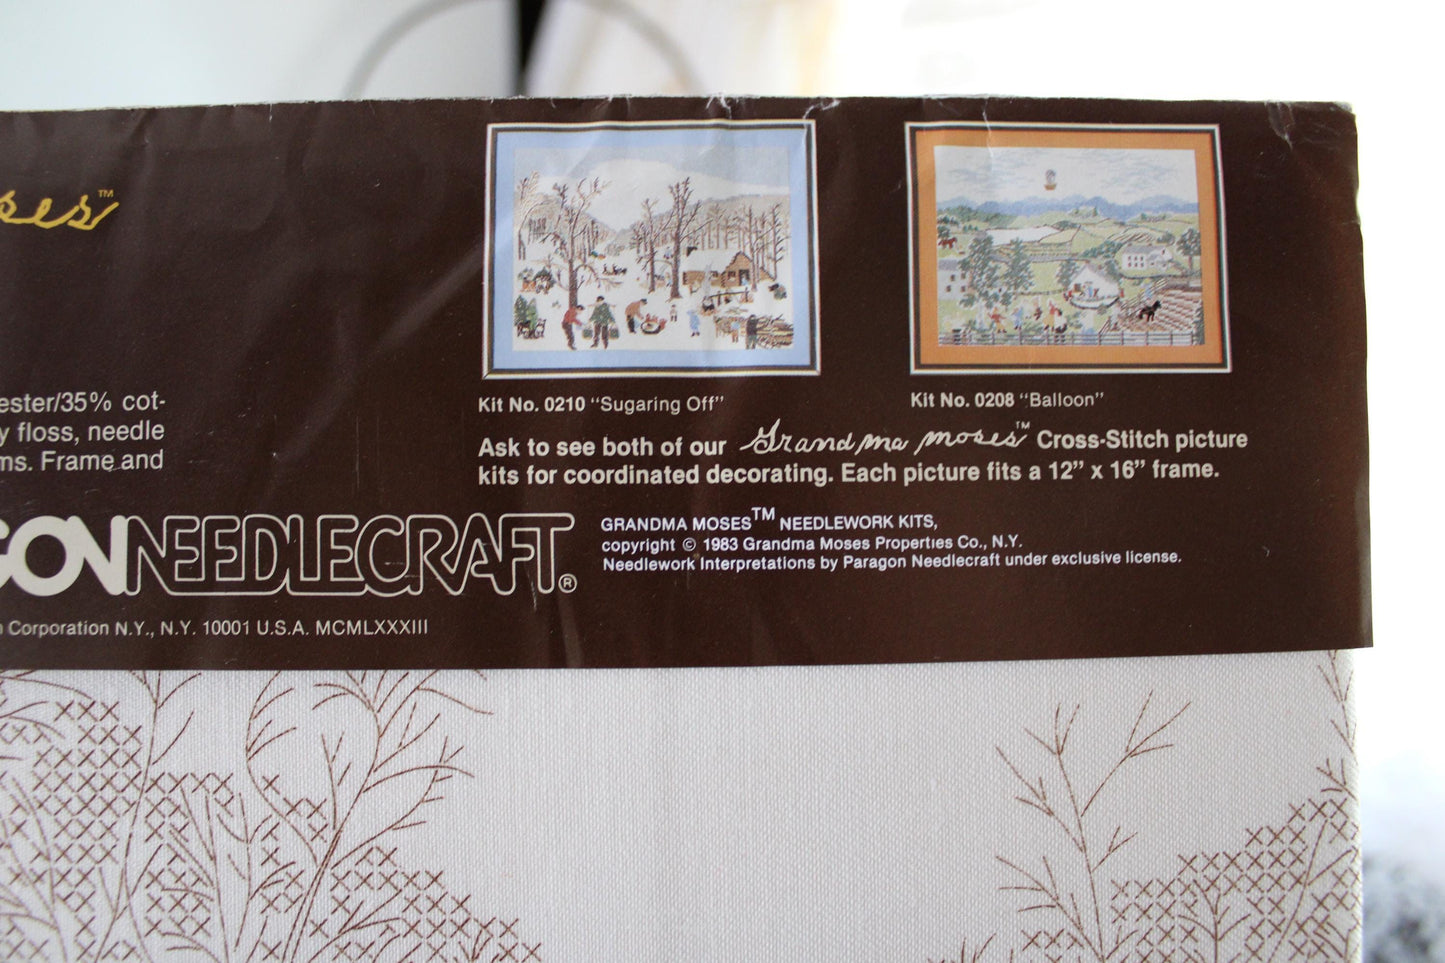 ses™
ester/35% cot-
y floss, needle
ms. Frame and
Kit No. 0210 “Sugaring Off”
Kit No. 0208 “Balloon”
Ask to see both of our Grandma moses™ Cross-Stitch picture
kits for coordinated decorating. Each picture fits a 12” x 16” frame.
GON NEEDLECRAFT®
GRANDMA MOSES™ NEEDLEWORK KITS,
copyright © 1983 Grandma Moses Properties Co., N.Y.
Needlework Interpretations by Paragon Needlecraft under exclusive license.
n Corporation N.Y., N.Y. 10001 U.S.A. MCMLXXXIII